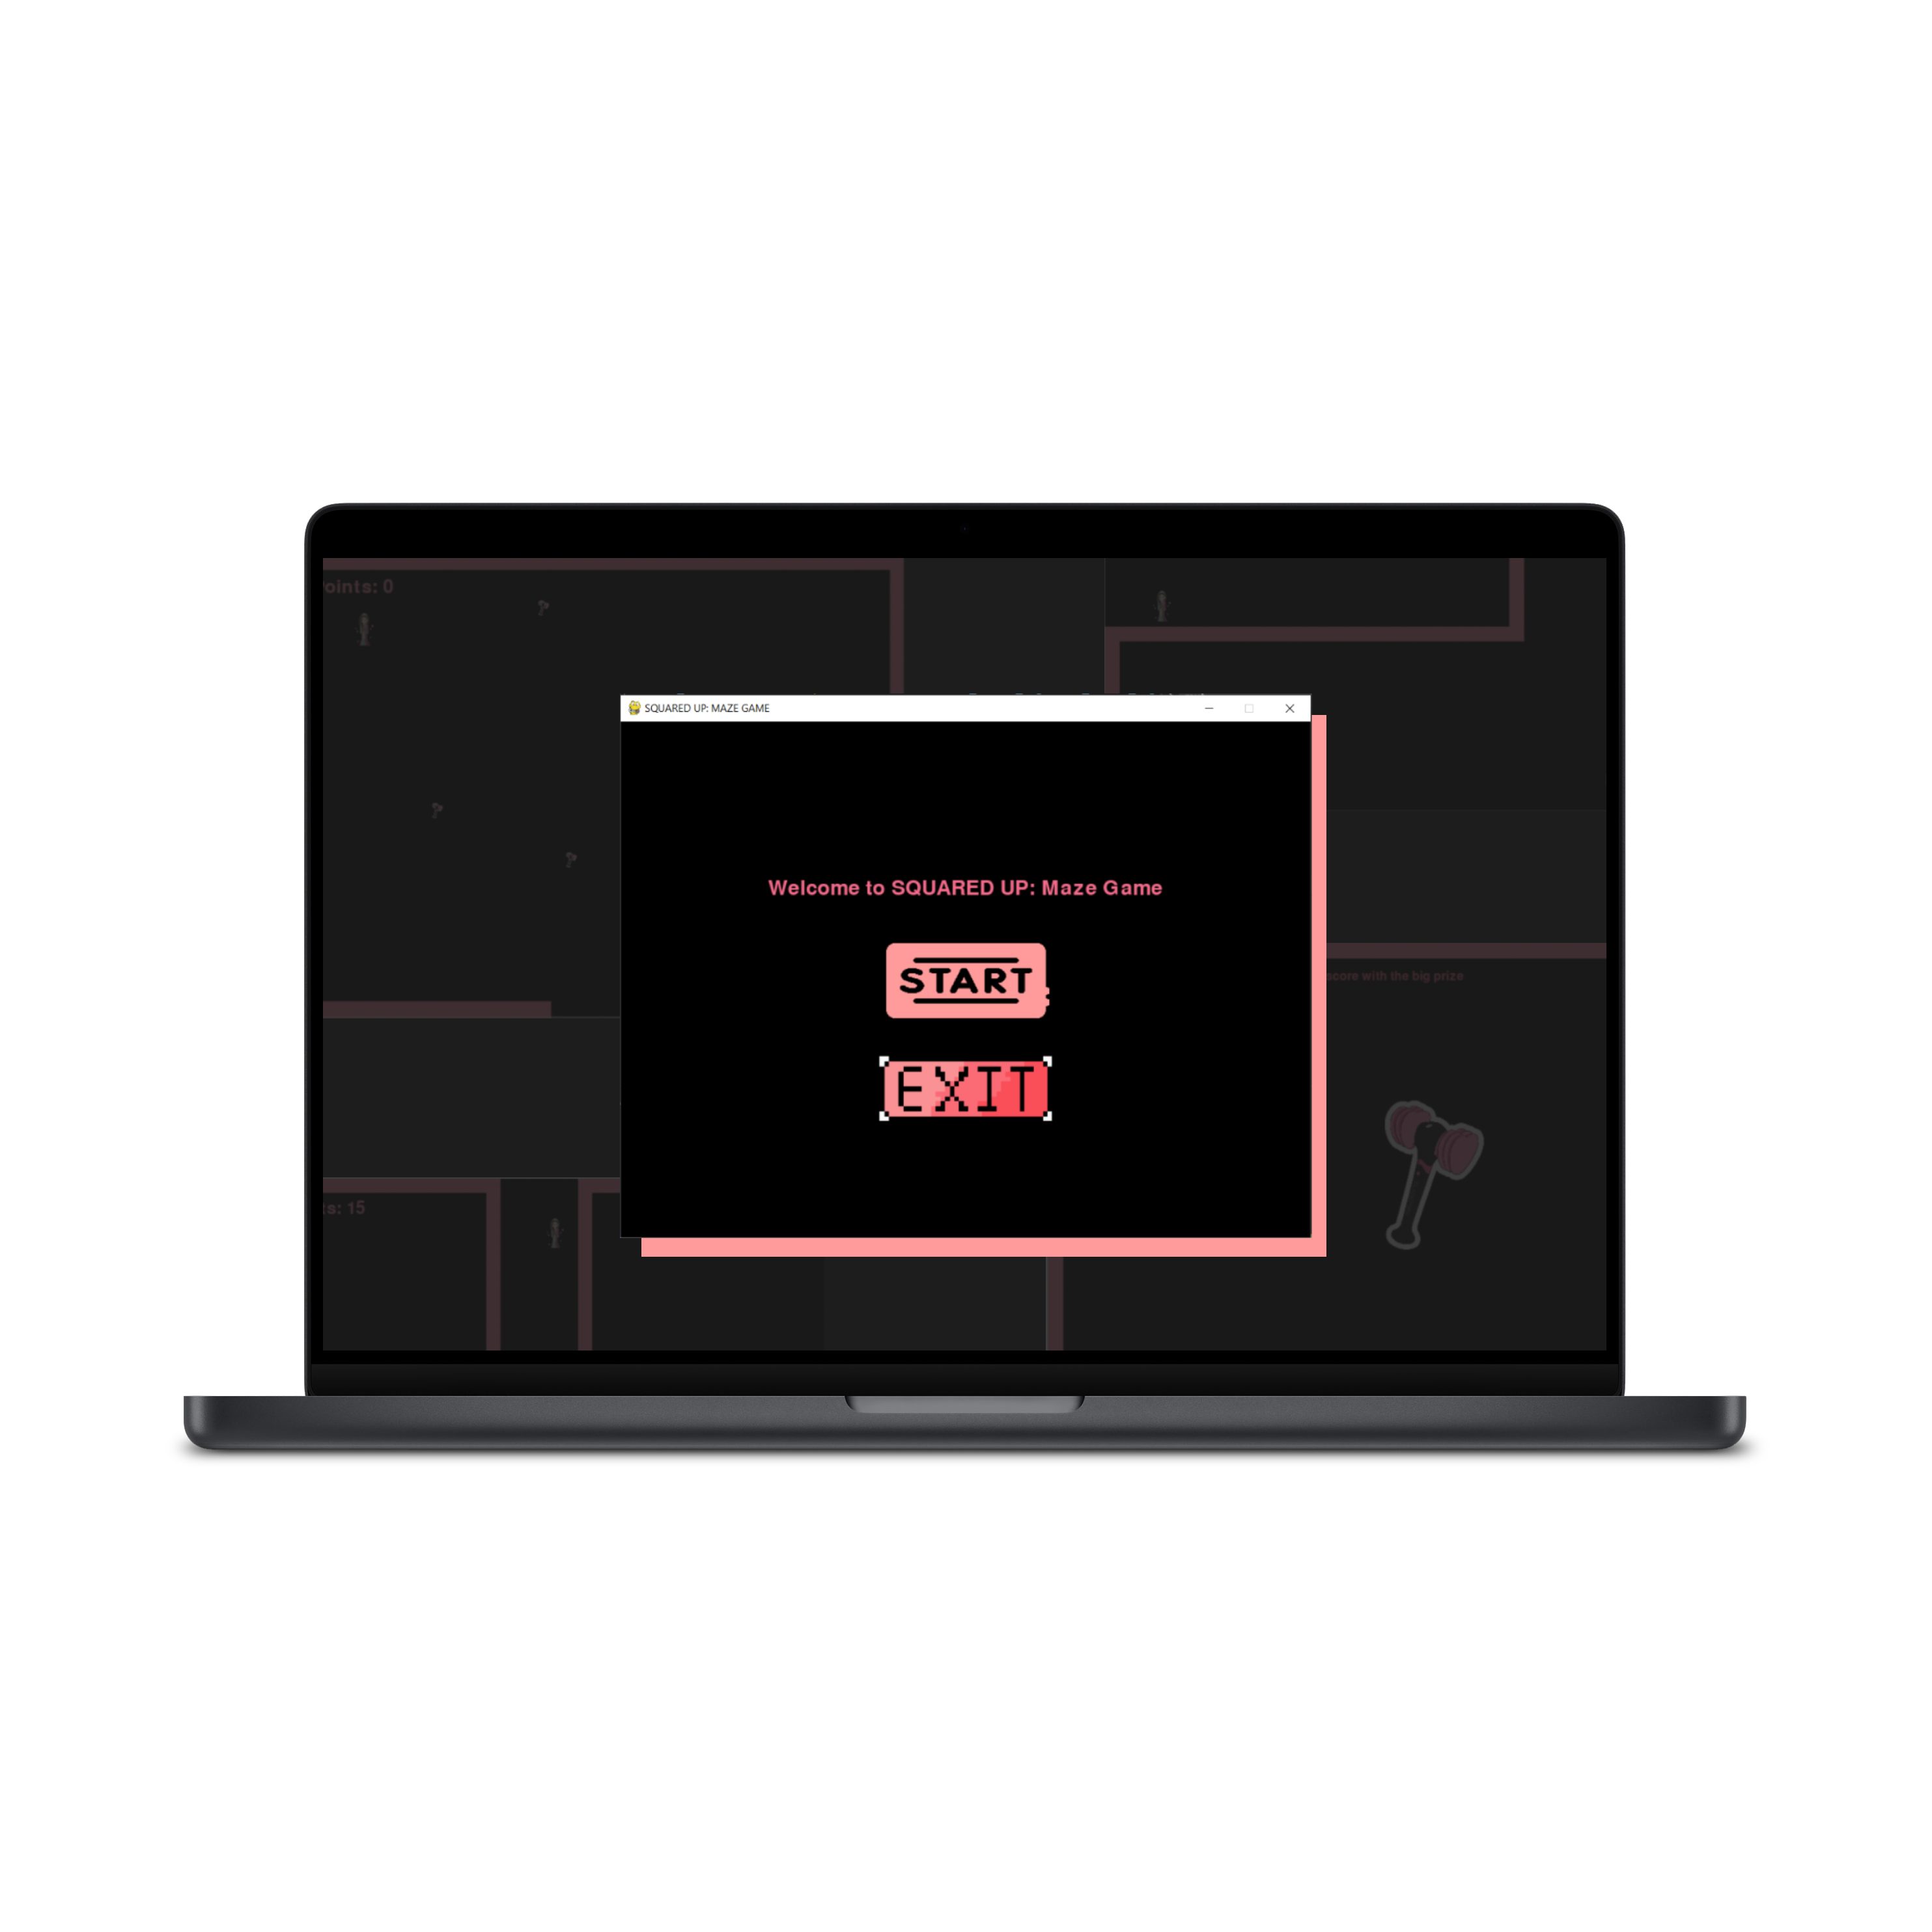 oints: 0
SQUARED UP: MAZE GAME
Welcome to SQUARED UP: Maze Game
START
EXIT
score with the big prize
ts: 15